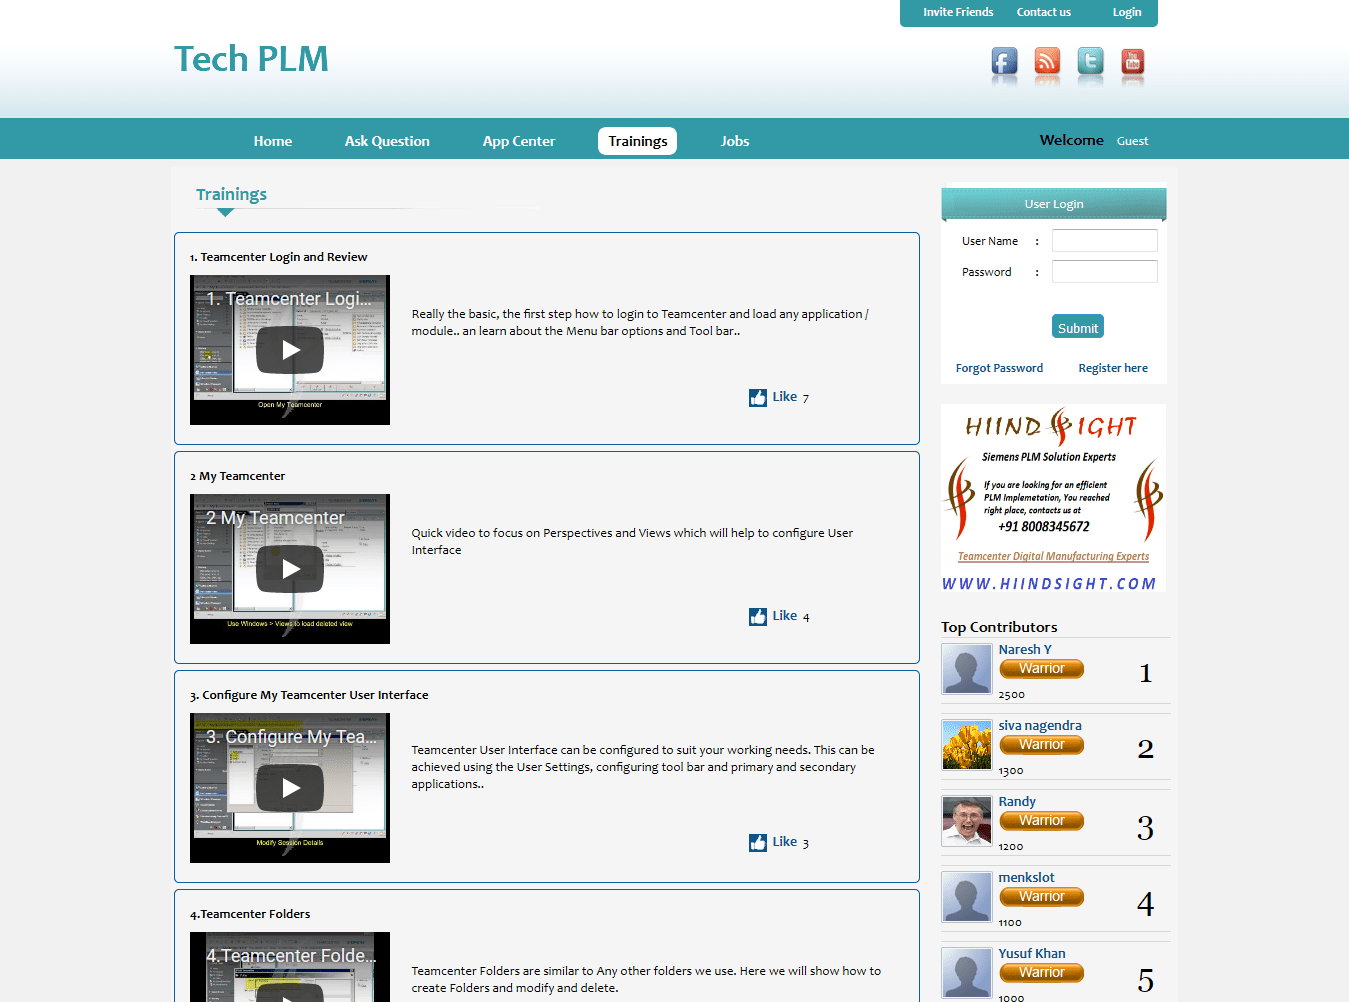 Invite Friends Contact us Login
Tech PLM
Home Ask Question App Center Trainings Jobs Welcome Guest
Trainings
1. Teamcenter Login and Review
1. Teamcenter Logi...
Open My Teamcenter
Really the basic, the first step how to login to Teamcenter and load any application /
module.. an learn about the Menu bar options and Tool bar..
Like 7
2 My Teamcenter
2 My Teamcenter
Use Windows > Views to load deleted view
Quick video to focus on Perspectives and Views which will help to configure User
Interface
Like 4
3. Configure My Teamcenter User Interface
3. Configure My Tea...
Modify Session Details
Teamcenter User Interface can be configured to suit your working needs. This can be
achieved using the User Settings, configuring tool bar and primary and secondary
applications..
Like 3
4.Teamcenter Folders
4.Teamcenter Folde...
Teamcenter Folders are similar to Any other folders we use. Here we will show how to
create Folders and modify and delete.
User Login
User Name :
Password :
Submit
Forgot Password Register here
HIINDSIGHT
Siemens PLM Solution Experts
If you are looking for an efficient
PLM Implemetation, You reached
right place, contacts us at
+91 8008345672
Teamcenter Digital Manufacturing Experts
WWW.HIINDSIGHT.COM
Top Contributors
Naresh Y
Warrior
2500
1
siva nagendra
Warrior
1300
2
Randy
Warrior
1200
3
menkslot
Warrior
1100
4
Yusuf Khan
Warrior
1000
5